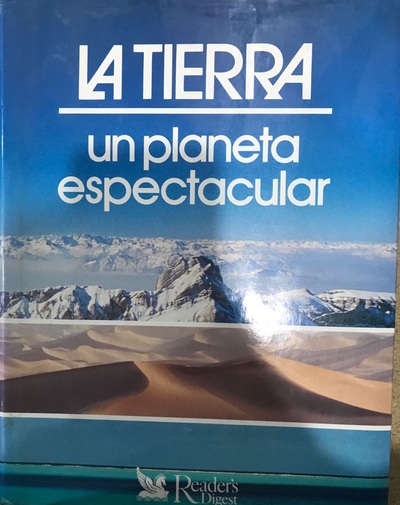 LA TIERRA
un planeta
espectacular
Reader's
Digest